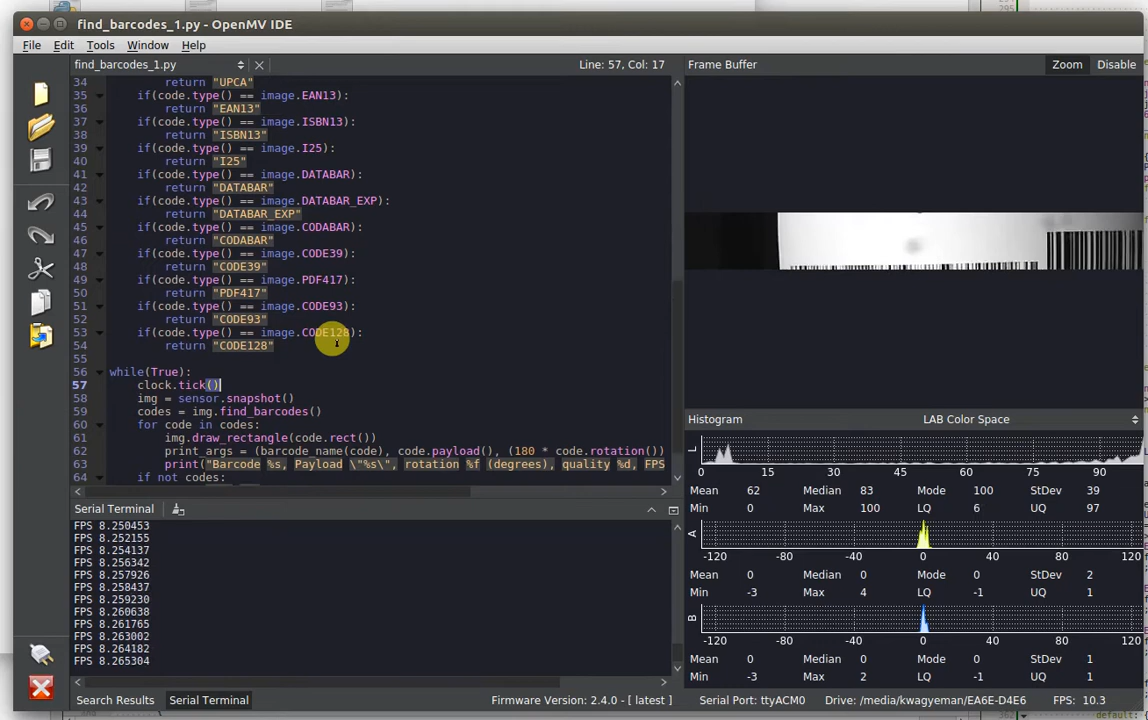 find_barcodes_1.py - OpenMV IDE
File Edit Tools Window Help
find_barcodes_1.py Line: 57, Col: 17
34 return "UPCA"
35 if(code.type() == image.EAN13):
36 return "EAN13"
37 if(code.type() == image.ISBN13):
38 return "ISBN13"
39 if(code.type() == image.I25):
40 return "I25"
41 if(code.type() == image.DATABAR):
42 return "DATABAR"
43 if(code.type() == image.DATABAR_EXP):
44 return "DATABAR_EXP"
45 if(code.type() == image.CODABAR):
46 return "CODABAR"
47 if(code.type() == image.CODE39):
48 return "CODE39"
49 if(code.type() == image.PDF417):
50 return "PDF417"
51 if(code.type() == image.CODE93):
52 return "CODE93"
53 if(code.type() == image.CODE128):
54 return "CODE128"
55
56 while(True):
57 clock.tick()
58 img = sensor.snapshot()
59 codes = img.find_barcodes()
60 for code in codes:
61 img.draw_rectangle(code.rect())
62 print_args = (barcode_name(code), code.payload(), (180 * code.rotation())
63 print("Barcode %s, Payload \"%s\", rotation %f (degrees), quality %d, FPS
64 if not codes:
Serial Terminal
FPS 8.250453
FPS 8.252155
FPS 8.254137
FPS 8.256342
FPS 8.257926
FPS 8.258437
FPS 8.259230
FPS 8.260638
FPS 8.261765
FPS 8.263002
FPS 8.264182
FPS 8.265304
Frame Buffer Zoom Disable
Histogram LAB Color Space
L
0 15 30 45 60 75 90
Mean 62 Median 83 Mode 100 StDev 39
Min 0 Max 100 LQ 6 UQ 97
A
-120 -80 -40 0 40 80 120
Mean 0 Median 0 Mode 0 StDev 2
Min -3 Max 4 LQ -1 UQ 1
B
-120 -80 -40 0 40 80 120
Mean 0 Median 0 Mode 0 StDev 1
Min -3 Max 2 LQ -1 UQ 1
Search Results Serial Terminal Firmware Version: 2.4.0 - [ latest ] Serial Port: ttyACM0 Drive: /media/kwagyeman/EA6E-D4E6 FPS: 10.3
default: